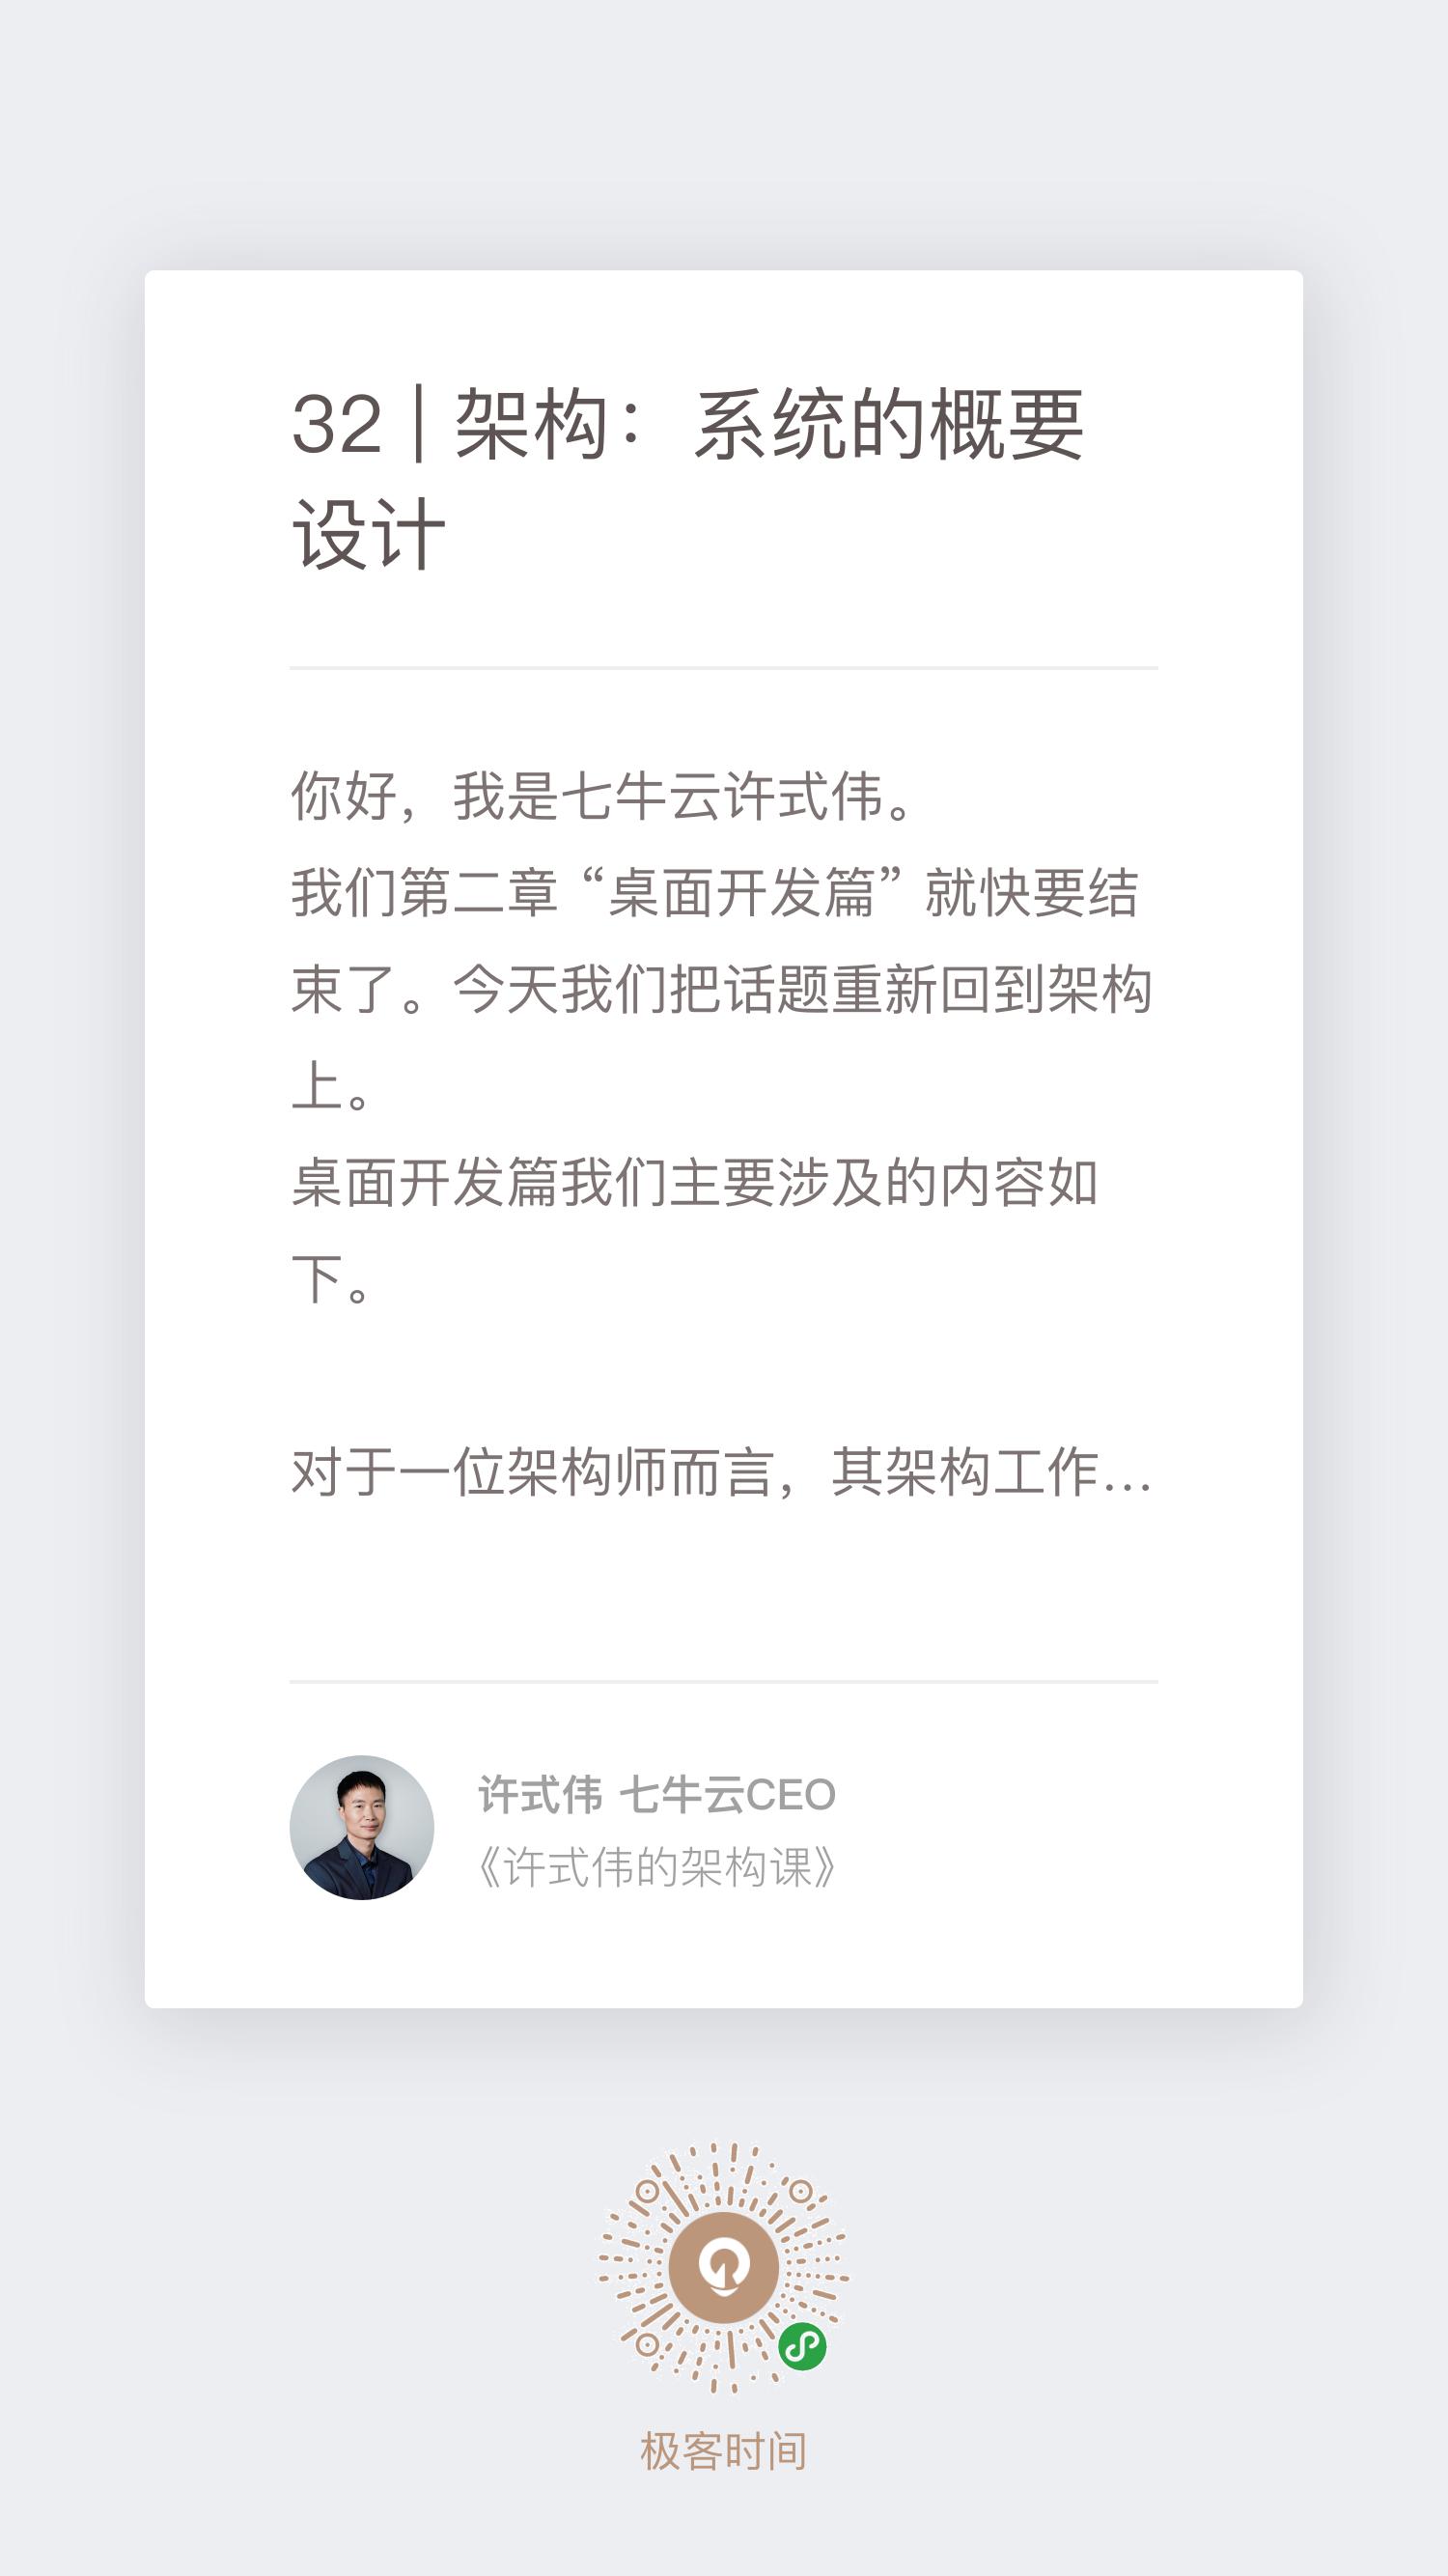 32 | 架构：系统的概要
设计
你好，我是七牛云许式伟。
我们第二章“桌面开发篇”就快要结
束了。今天我们把话题重新回到架构
上。
桌面开发篇我们主要涉及的内容如
下。
对于一位架构师而言，其架构工作...
许式伟 七牛云CEO
《许式伟的架构课》
极客时间